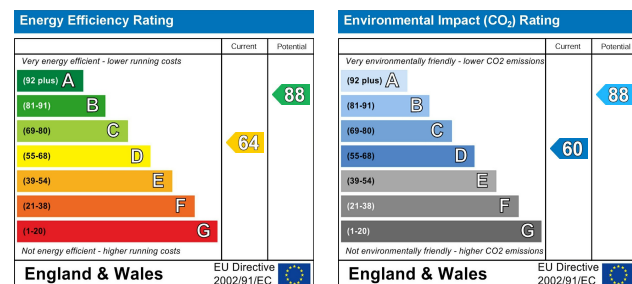 Energy Efficiency Rating
Current Potential
Very energy efficient - lower running costs
(92 plus) A
(81-91) B
88
(69-80) C
64
(55-68) D
(39-54) E
(21-38) F
(1-20) G
Not energy efficient - higher running costs
England & Wales
EU Directive
2002/91/EC
Environmental Impact (CO2) Rating
Current Potential
Very environmentally friendly - lower CO2 emissions
(92 plus) A
(81-91) B
88
(69-80) C
(55-68) D
60
(39-54) E
(21-38) F
(1-20) G
Not environmentally friendly - higher CO2 emissions
England & Wales
EU Directive
2002/91/EC